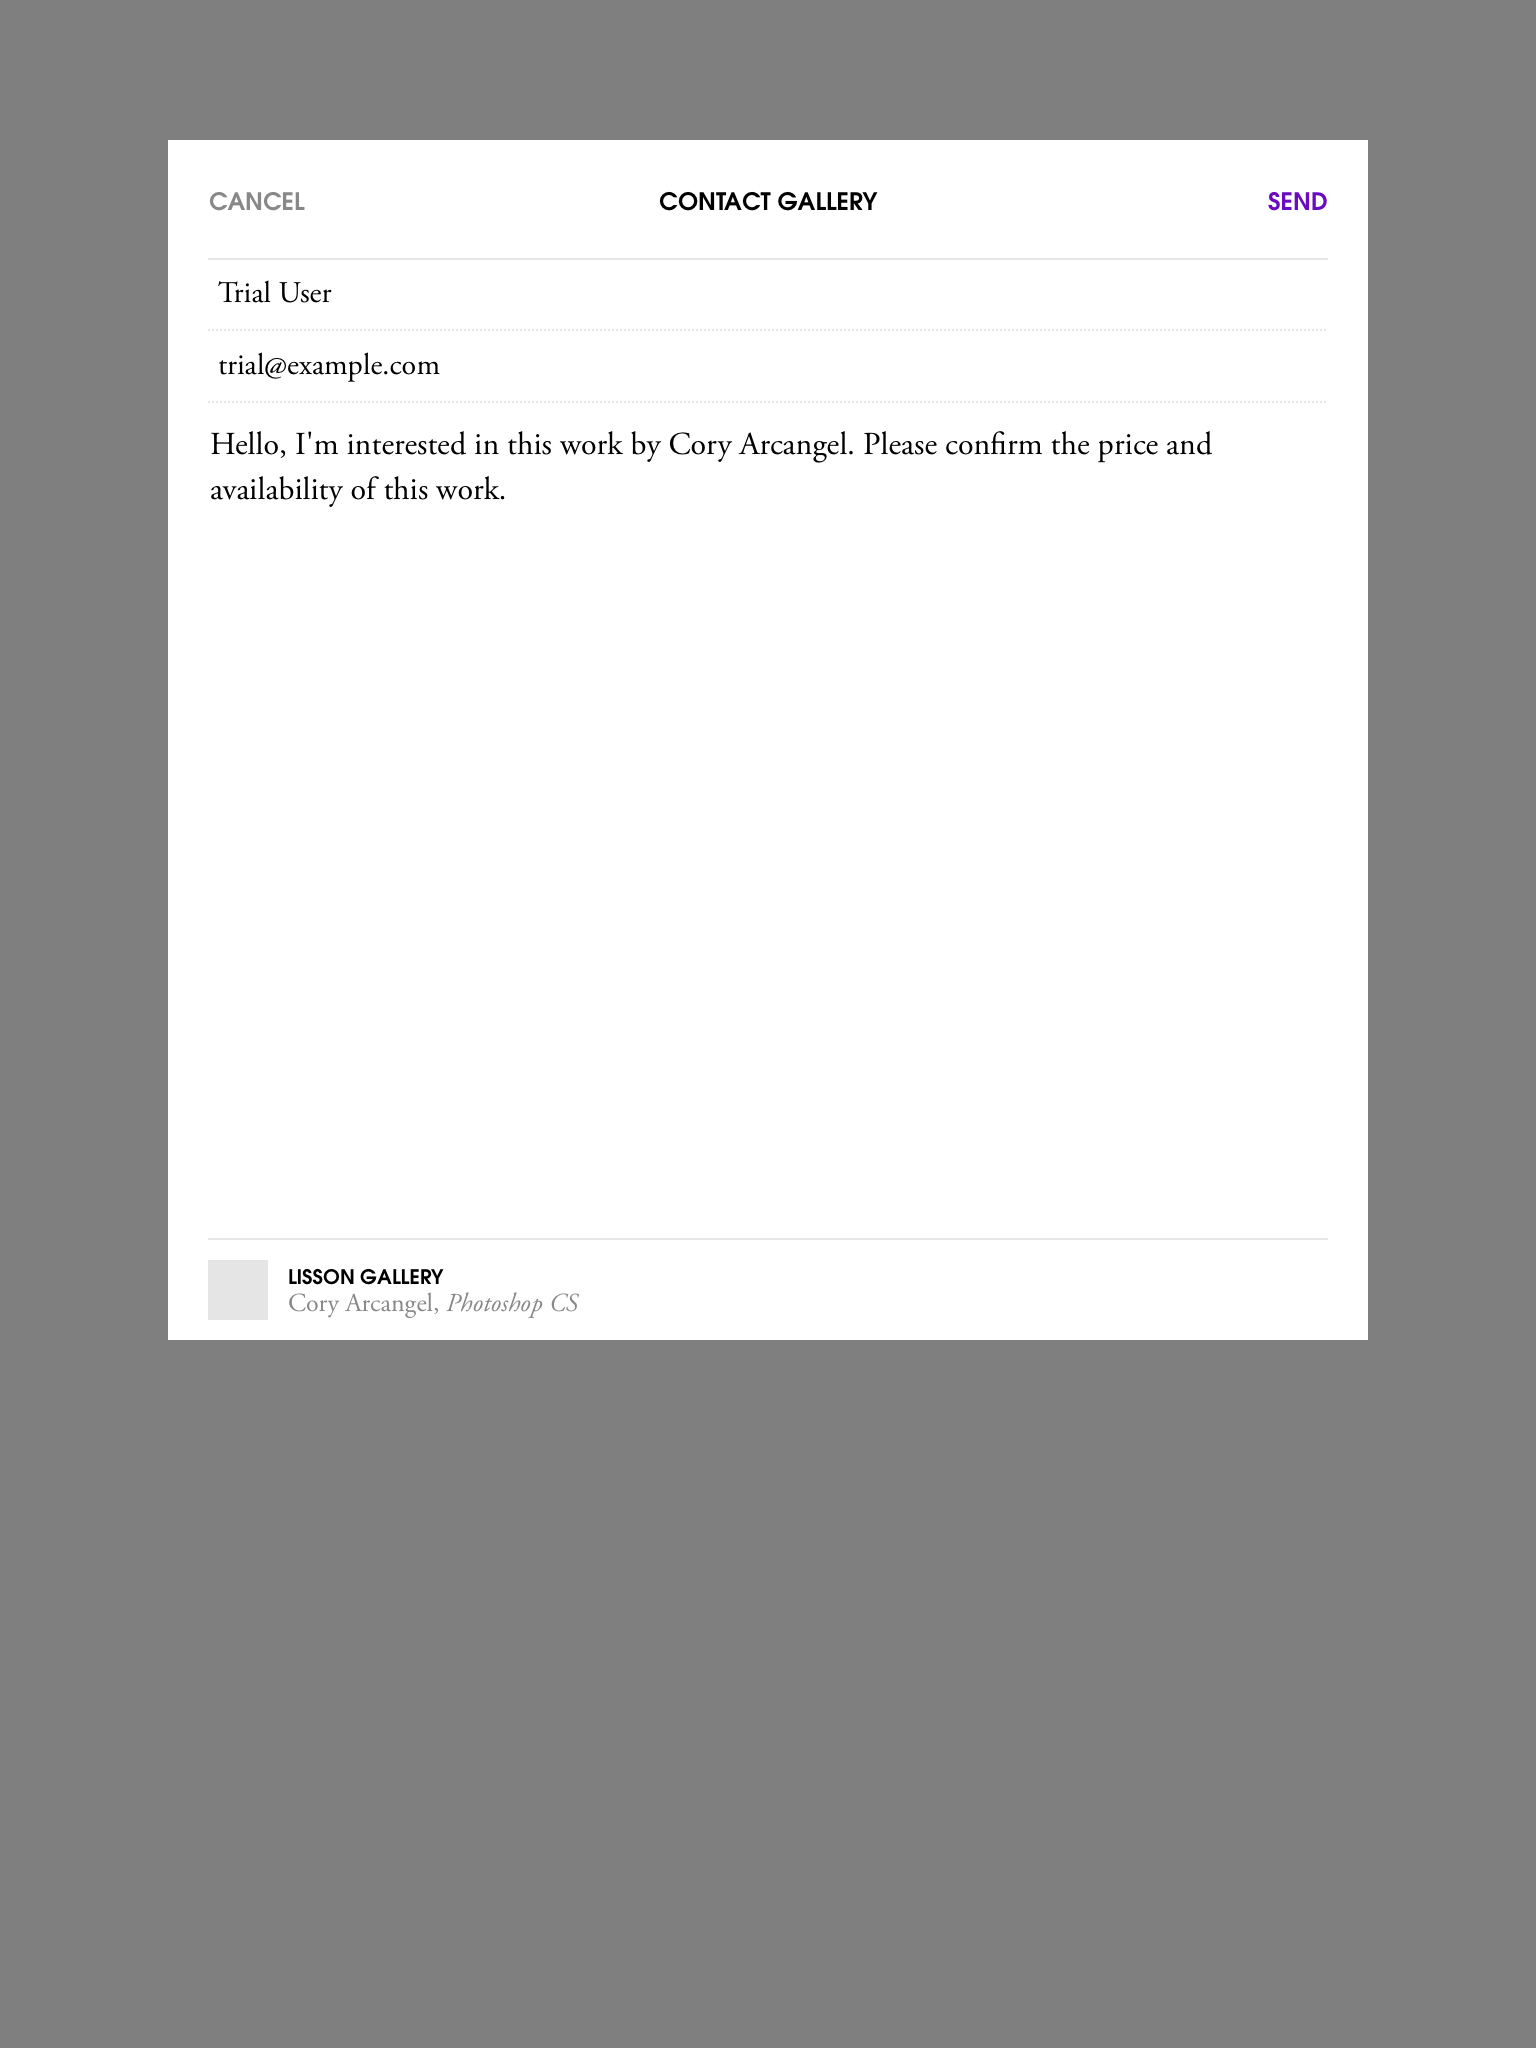 CANCEL CONTACT GALLERY SEND
Trial User
trial@example.com
Hello, I'm interested in this work by Cory Arcangel. Please confirm the price and
availability of this work.
LISSON GALLERY
Cory Arcangel, Photoshop CS